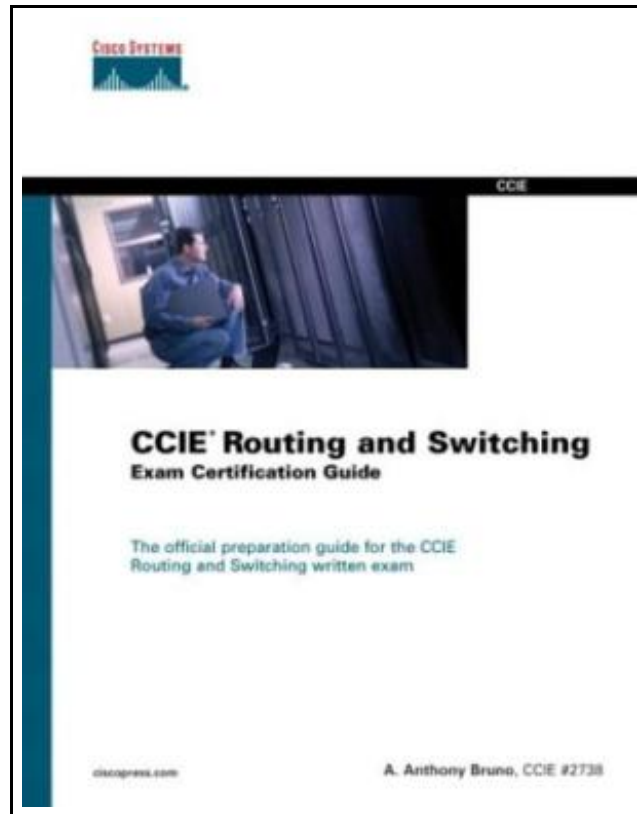 CISCO SYSTEMS
CCIE
CCIE® Routing and Switching
Exam Certification Guide
The official preparation guide for the CCIE
Routing and Switching written exam
ciscopress.com
A. Anthony Bruno, CCIE #2738